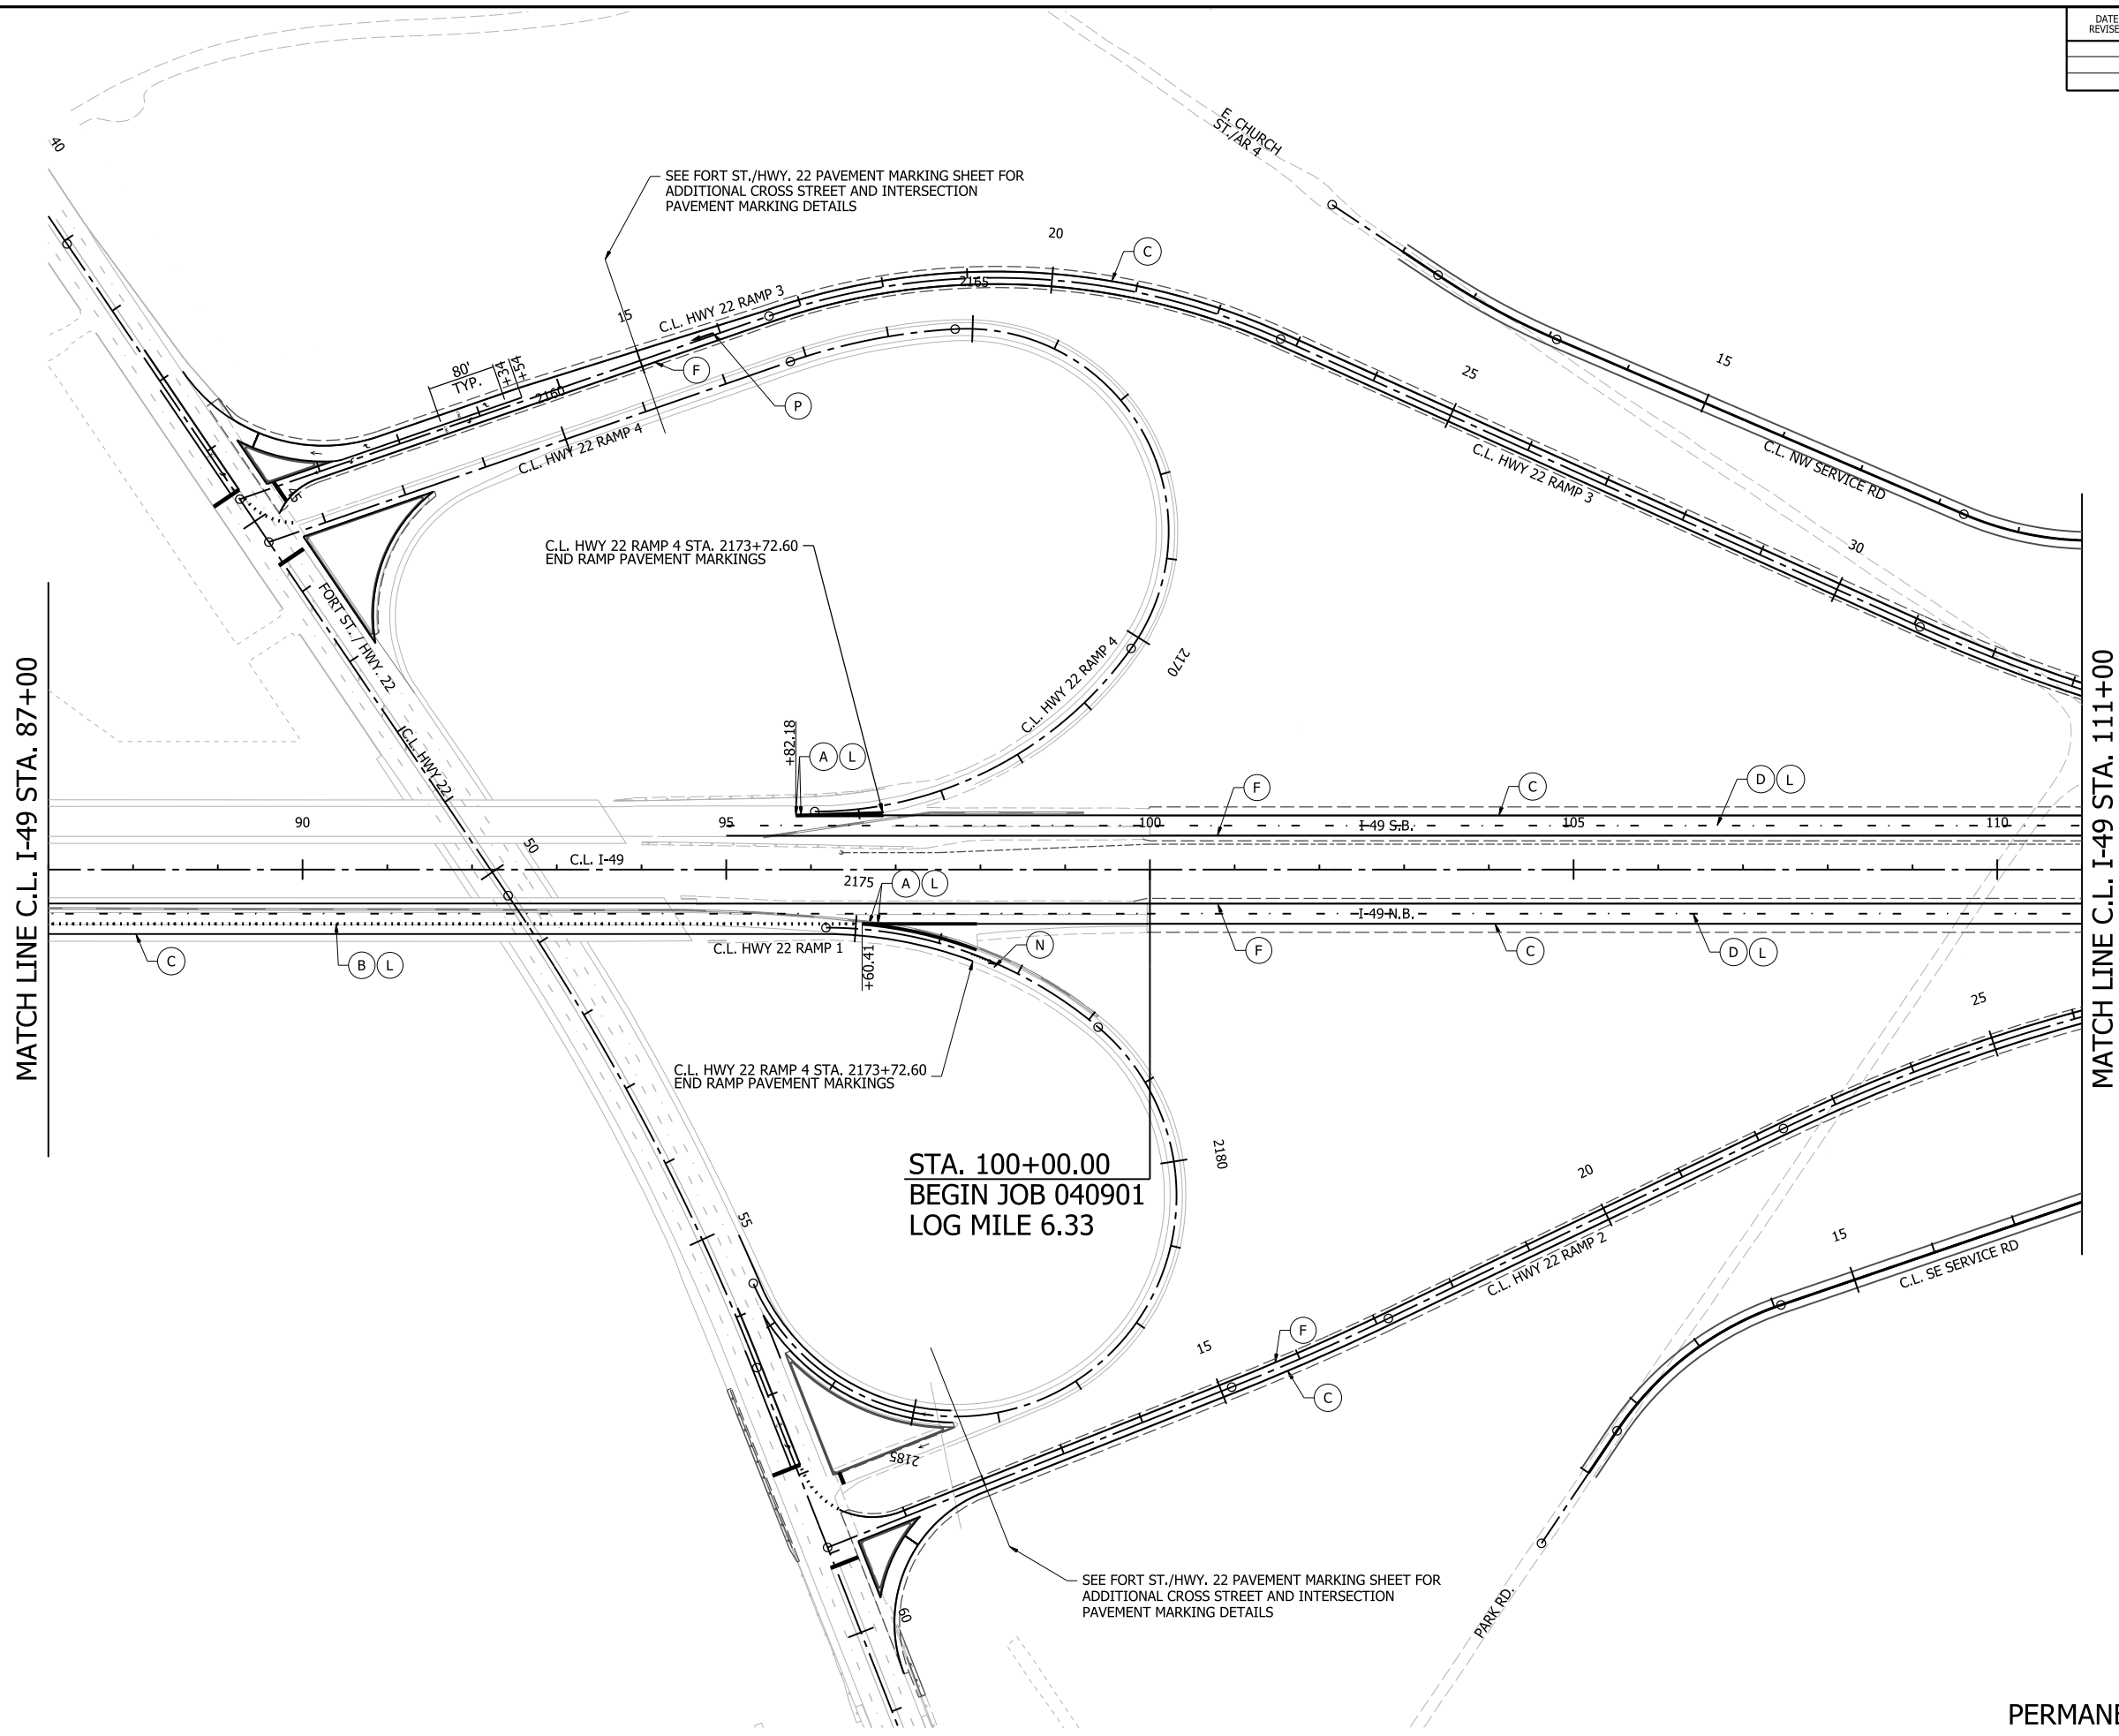 DATE
REVISE
40
E. CHURCH
ST./AR 4
SEE FORT ST./HWY. 22 PAVEMENT MARKING SHEET FOR
ADDITIONAL CROSS STREET AND INTERSECTION
PAVEMENT MARKING DETAILS
20
C
2165
C.L. HWY 22 RAMP 3
15
15
80'
TYP.
+34
+54
F
P
2160
25
C.L. HWY 22 RAMP 4
C.L. HWY 22 RAMP 3
C.L. NW SERVICE RD
45
30
C.L. HWY 22 RAMP 4 STA. 2173+72.60
END RAMP PAVEMENT MARKINGS
FORT ST. / HWY. 22
2170
C.L. HWY 22 RAMP 4
MATCH LINE C.L. I-49 STA. 87+00
MATCH LINE C.L. I-49 STA. 111+00
C.L. HWY 22
+82.18
A
L
F
C
D
L
90
95
100
I-49 S.B.
105
110
50
C.L. I-49
2175
A
L
I-49 N.B.
C
B
L
C.L. HWY 22 RAMP 1
+60.41
N
F
C
D
L
25
C.L. HWY 22 RAMP 4 STA. 2173+72.60
END RAMP PAVEMENT MARKINGS
2180
STA. 100+00.00
BEGIN JOB 040901
LOG MILE 6.33
20
55
15
C.L. HWY 22 RAMP 2
C.L. SE SERVICE RD
15
F
C
2185
SEE FORT ST./HWY. 22 PAVEMENT MARKING SHEET FOR
ADDITIONAL CROSS STREET AND INTERSECTION
PAVEMENT MARKING DETAILS
60
PARK RD.
PERMANE